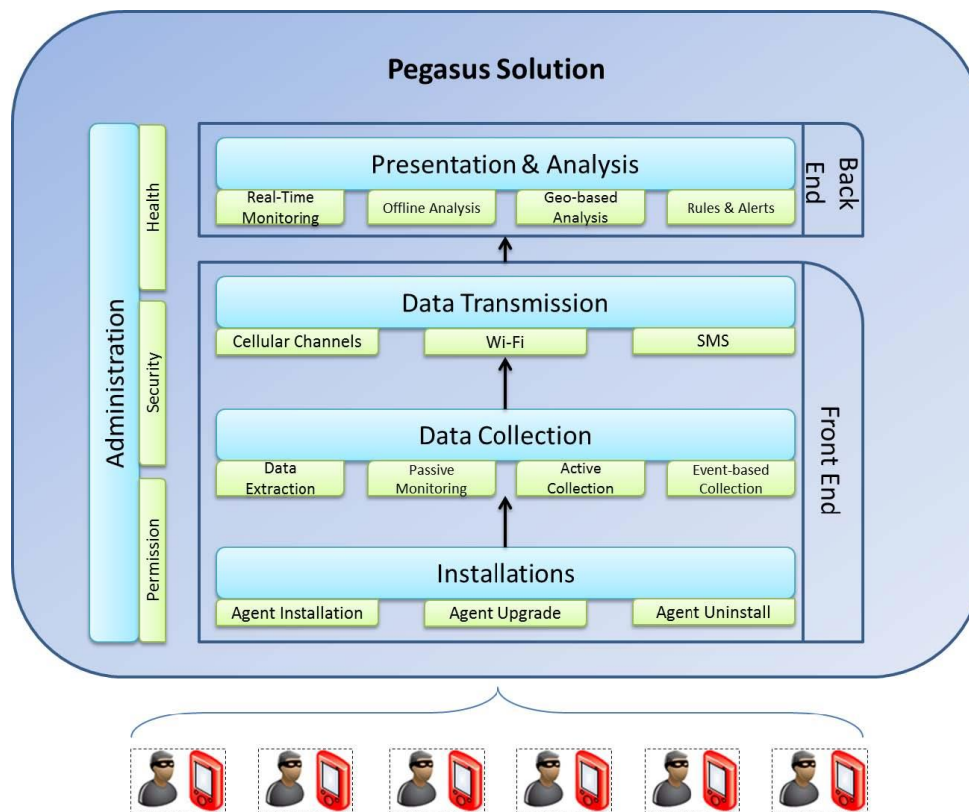 Pegasus Solution
Administration
Health
Security
Permission
Presentation & Analysis
Real-Time
Monitoring
Offline Analysis
Geo-based
Analysis
Rules & Alerts
Back
End
Data Transmission
Cellular Channels
Wi-Fi
SMS
Data Collection
Data
Extraction
Passive
Monitoring
Active
Collection
Event-based
Collection
Installations
Agent Installation
Agent Upgrade
Agent Uninstall
Front End